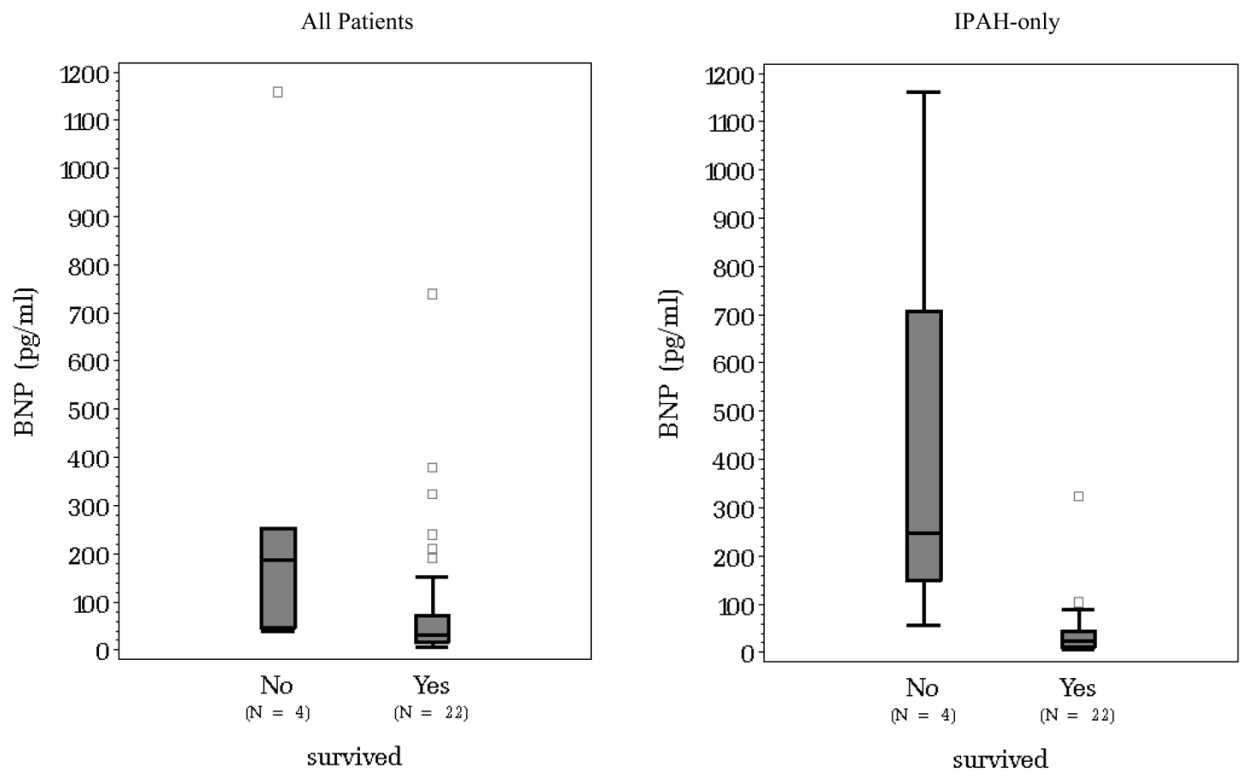 All Patients
1200
1100
1000
900
800
700
600
500
400
300
200
100
0
BNP (pg/ml)
No
Yes
(N = 4)
(N = 22)
survived
IPAH-only
1200
1100
1000
900
800
700
600
500
400
300
200
100
0
BNP (pg/ml)
No
Yes
(N = 4)
(N = 22)
survived